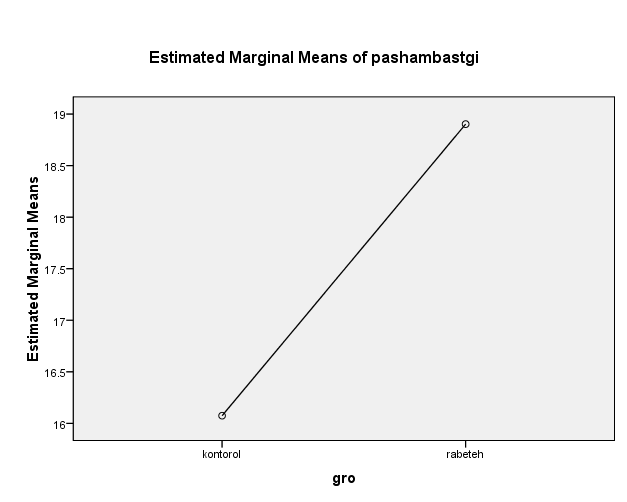 Estimated Marginal Means of pashambastgi
Estimated Marginal Means
19
18.5
18
17.5
17
16.5
16
kontorol
rabeteh
gro